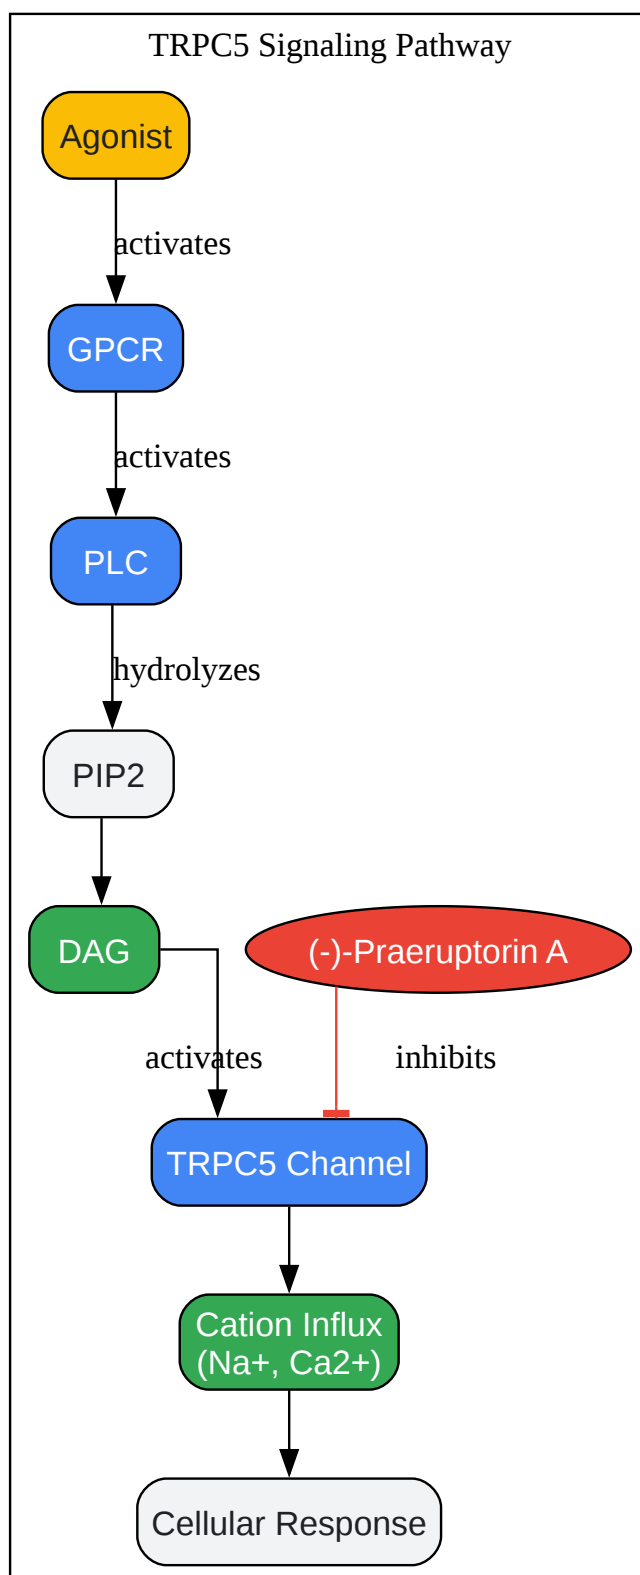 TRPC5 Signaling Pathway
Agonist
activates
GPCR
activates
PLC
hydrolyzes
PIP2
DAG
(-)-Praeruptorin A
activates
inhibits
TRPC5 Channel
Cation Influx
(Na+, Ca2+)
Cellular Response